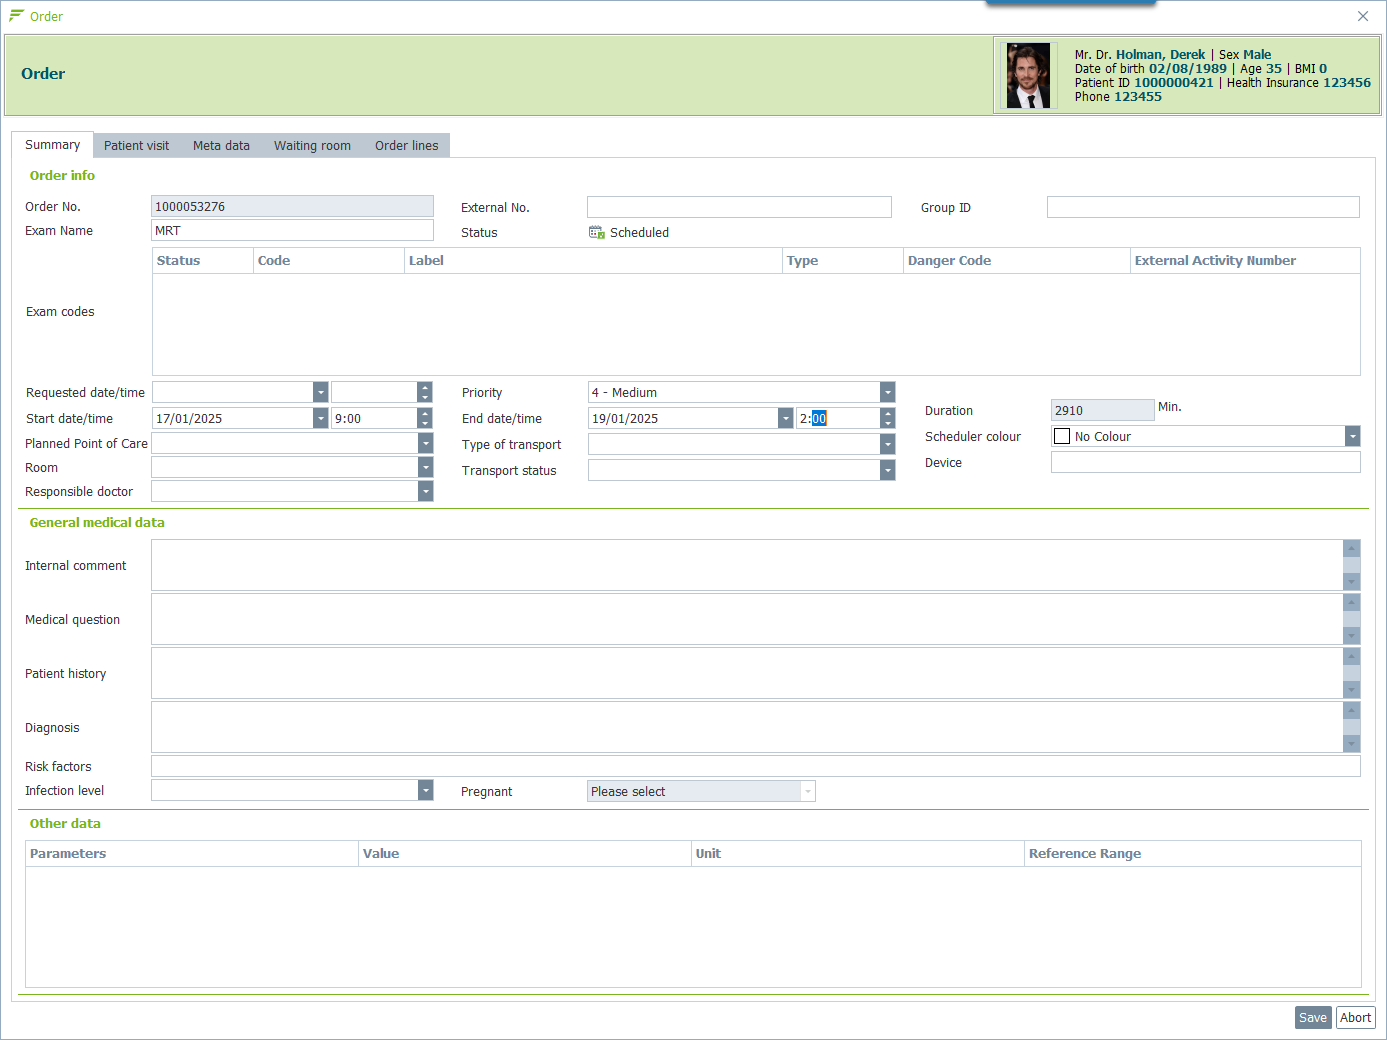 Order
Order
Mr. Dr. Holman, Derek | Sex Male
Date of birth 02/08/1989 | Age 35 | BMI 0
Patient ID 1000000421 | Health Insurance 123456
Phone 123455
Summary Patient visit Meta data Waiting room Order lines
Order info
Order No. 1000053276 External No. Group ID
Exam Name MRT Status Scheduled
Status Code Label Type Danger Code External Activity Number
Exam codes
Requested date/time Priority 4 - Medium
Start date/time 17/01/2025 9:00 End date/time 19/01/2025 2:00 Duration 2910 Min.
Planned Point of Care Type of transport Scheduler colour No Colour
Room Transport status Device
Responsible doctor
General medical data
Internal comment
Medical question
Patient history
Diagnosis
Risk factors
Infection level Pregnant Please select
Other data
Parameters Value Unit Reference Range
Save Abort